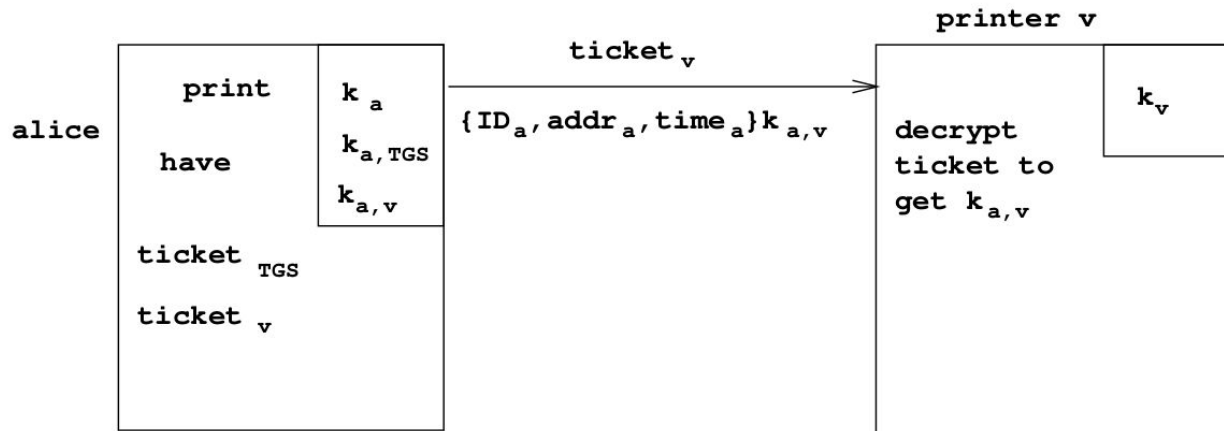 printer v
alice
print
have
ticket TGS
ticket v
k a
k a,TGS
k a,v
ticket v
{ID a, addr a, time a} k a,v
decrypt
ticket to
get k a,v
k v